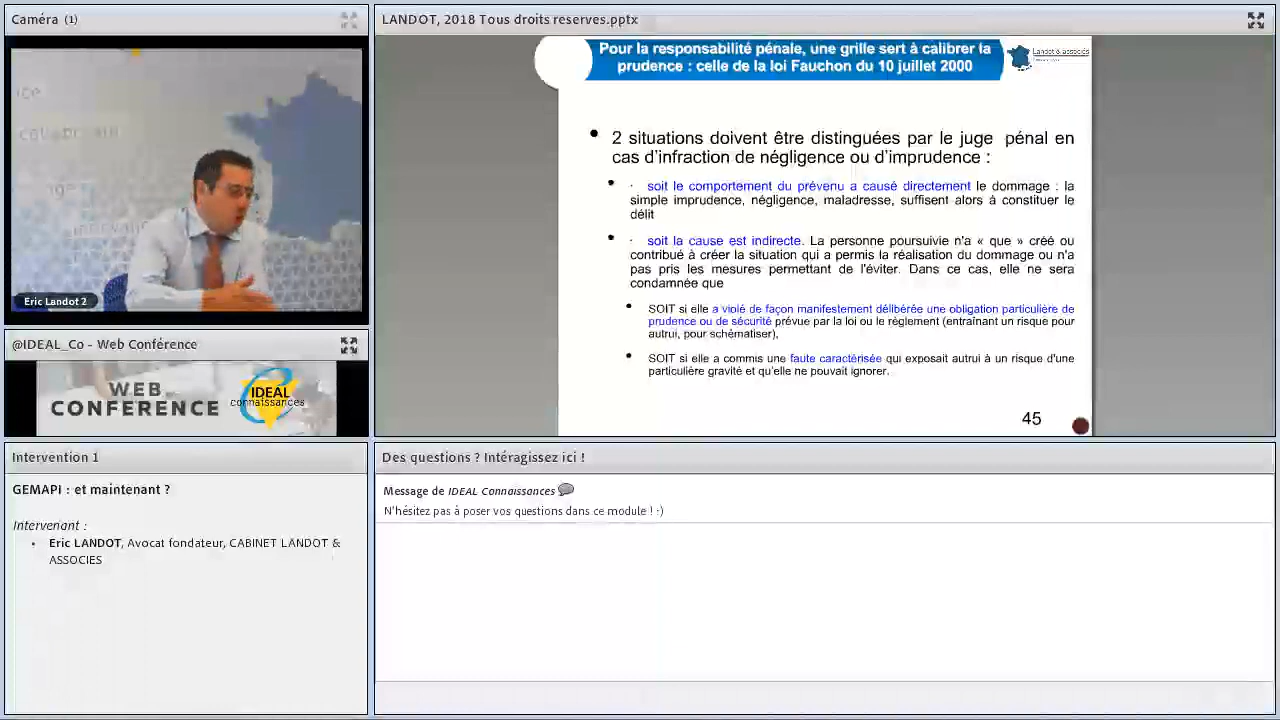 Caméra (1)
Eric Landot 2
@IDEAL_Co - Web Conférence
WEB
CONFERENCE
IDEAL
connaissances
Intervention 1
GEMAPI : et maintenant ?
Intervenant :
• Eric LANDOT, Avocat fondateur, CABINET LANDOT &
ASSOCIES
LANDOT, 2018 Tous droits reserves.pptx
Pour la responsabilité pénale, une grille sert à calibrer la
prudence : celle de la loi Fauchon du 10 juillet 2000
Landot & associés
• 2 situations doivent être distinguées par le juge pénal en
cas d'infraction de négligence ou d'imprudence :
• · soit le comportement du prévenu a causé directement le dommage : la
simple imprudence, négligence, maladresse, suffisent alors à constituer le
délit
• · soit la cause est indirecte. La personne poursuivie n'a « que » créé ou
contribué à créer la situation qui a permis la réalisation du dommage ou n'a
pas pris les mesures permettant de l'éviter. Dans ce cas, elle ne sera
condamnée que
• SOIT si elle a violé de façon manifestement délibérée une obligation particulière de
prudence ou de sécurité prévue par la loi ou le règlement (entraînant un risque pour
autrui, pour schématiser),
• SOIT si elle a commis une faute caractérisée qui exposait autrui à un risque d'une
particulière gravité et qu'elle ne pouvait ignorer.
45
Des questions ? Intéragissez ici !
Message de IDEAL Connaissances
N'hésitez pas à poser vos questions dans ce module ! :)